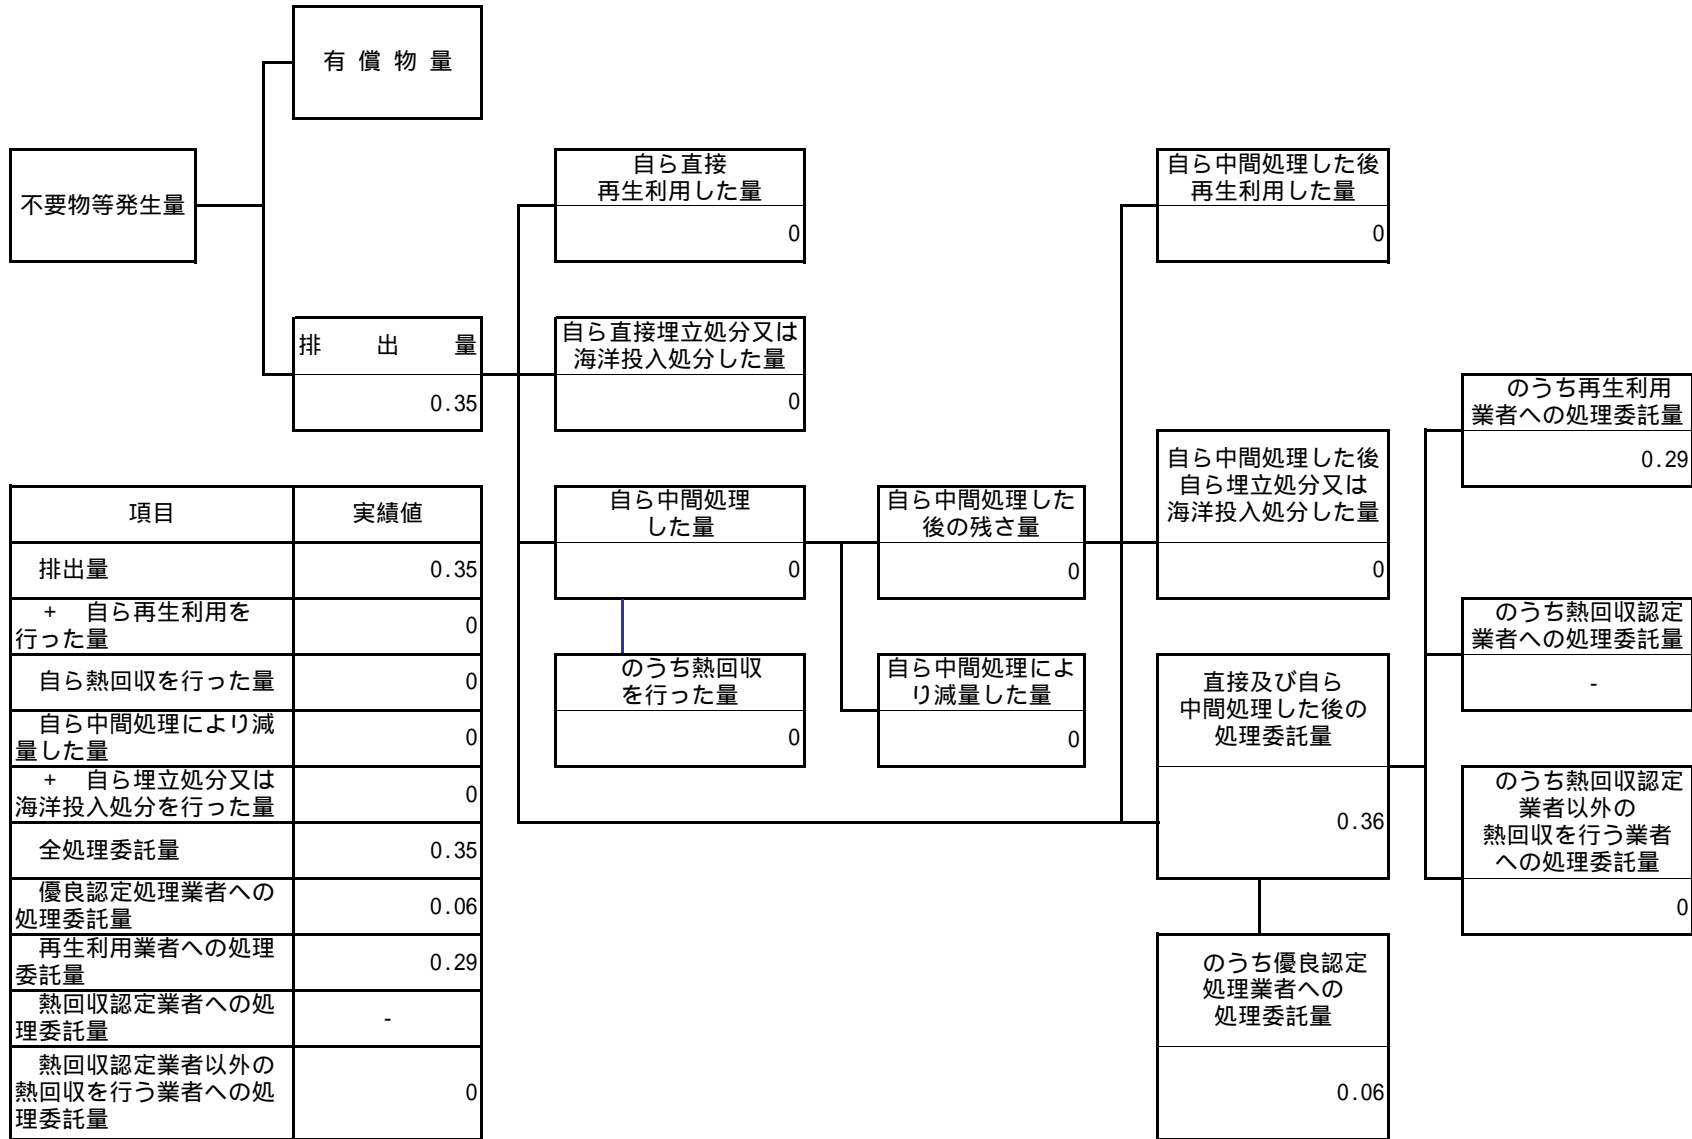 有 償 物 量
不要物等発生量
自ら直接
再生利用した量
0
自ら中間処理した後
再生利用した量
0
排 出 量
0.35
自ら直接埋立処分又は
海洋投入処分した量
0
のうち再生利用
業者への処理委託量
0.29
自ら中間処理
した量
0
自ら中間処理した
後の残さ量
0
自ら中間処理した後
自ら埋立処分又は
海洋投入処分した量
0
のうち熱回収認定
業者への処理委託量
-
のうち熱回収
を行った量
0
自ら中間処理によ
り減量した量
0
直接及び自ら
中間処理した後の
処理委託量
0.36
のうち熱回収認定
業者以外の
熱回収を行う業者
への処理委託量
0
のうち優良認定
処理業者への
処理委託量
0.06
項目 実績値
排出量 0.35
+ 自ら再生利用を
行った量 0
自ら熱回収を行った量 0
自ら中間処理により減
量した量 0
+ 自ら埋立処分又は
海洋投入処分を行った量 0
全処理委託量 0.35
優良認定処理業者への
処理委託量 0.06
再生利用業者への処理
委託量 0.29
熱回収認定業者への処
理委託量 -
熱回収認定業者以外の
熱回収を行う業者への処
理委託量 0